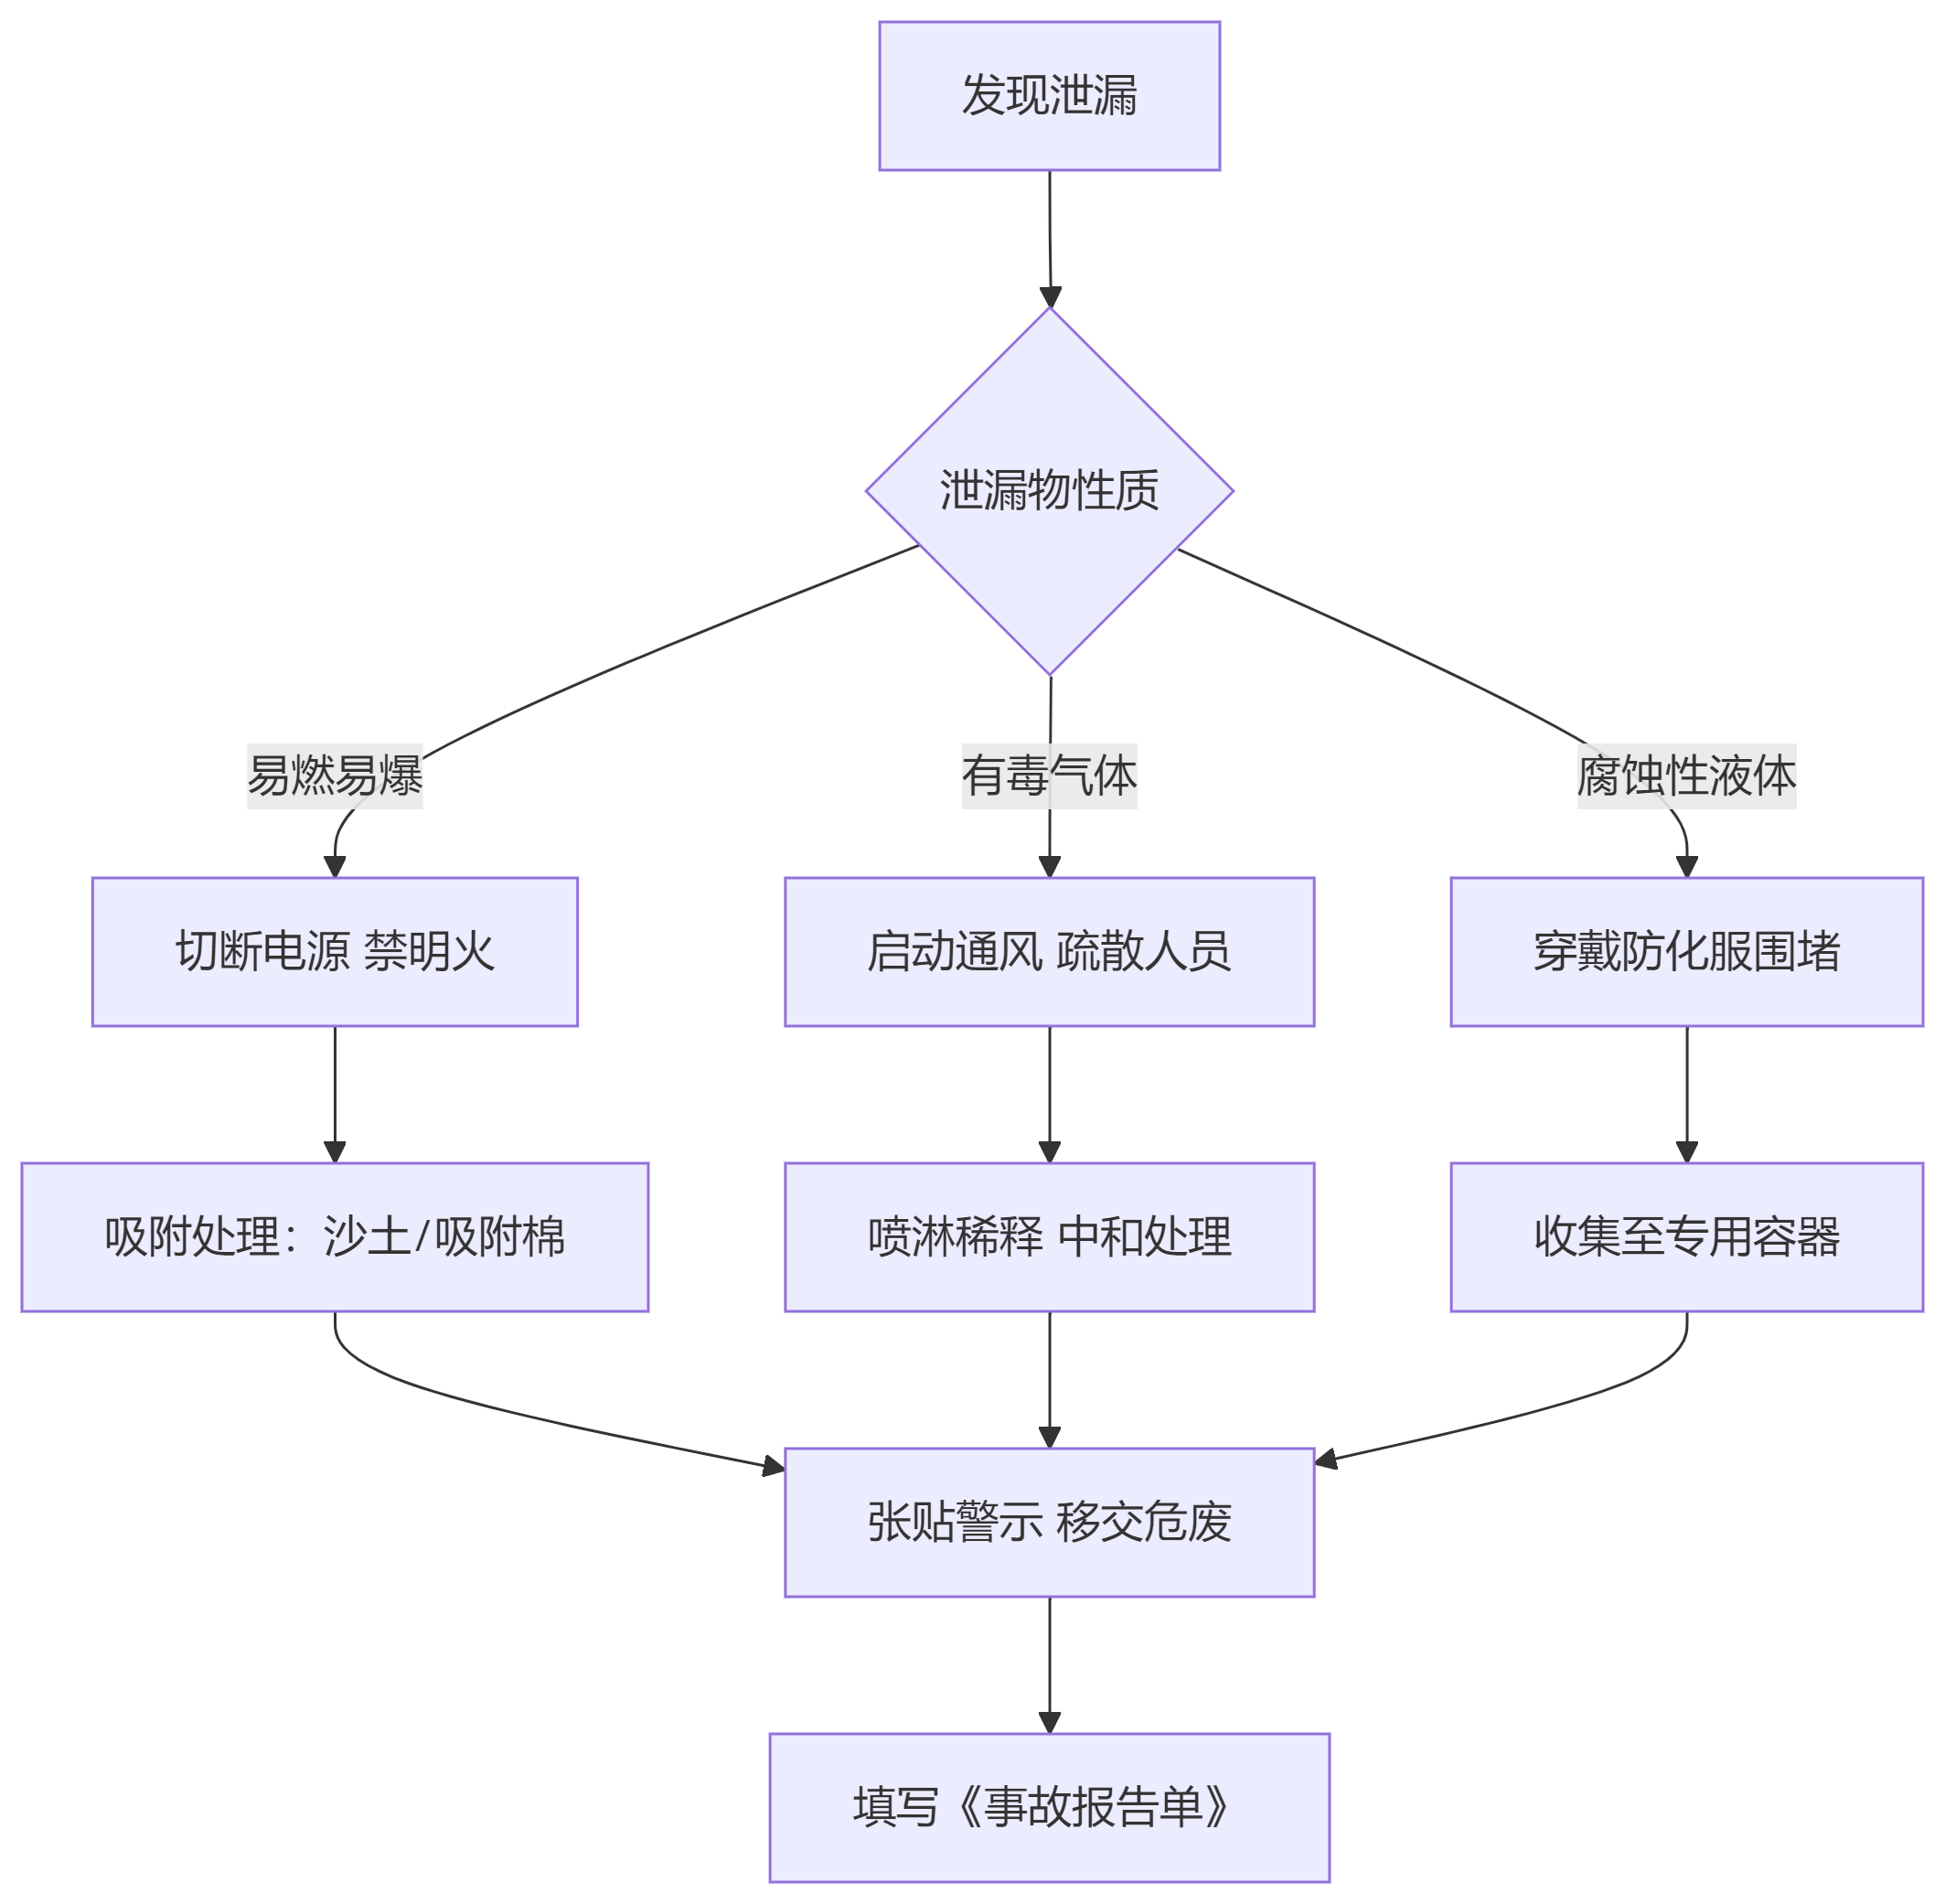 发现泄漏
泄漏物性质
易燃易爆
有毒气体
腐蚀性液体
切断电源 禁明火
启动通风 疏散人员
穿戴防化服围堵
吸附处理：沙土/吸附棉
喷淋稀释 中和处理
收集至专用容器
张贴警示 移交危废
填写《事故报告单》